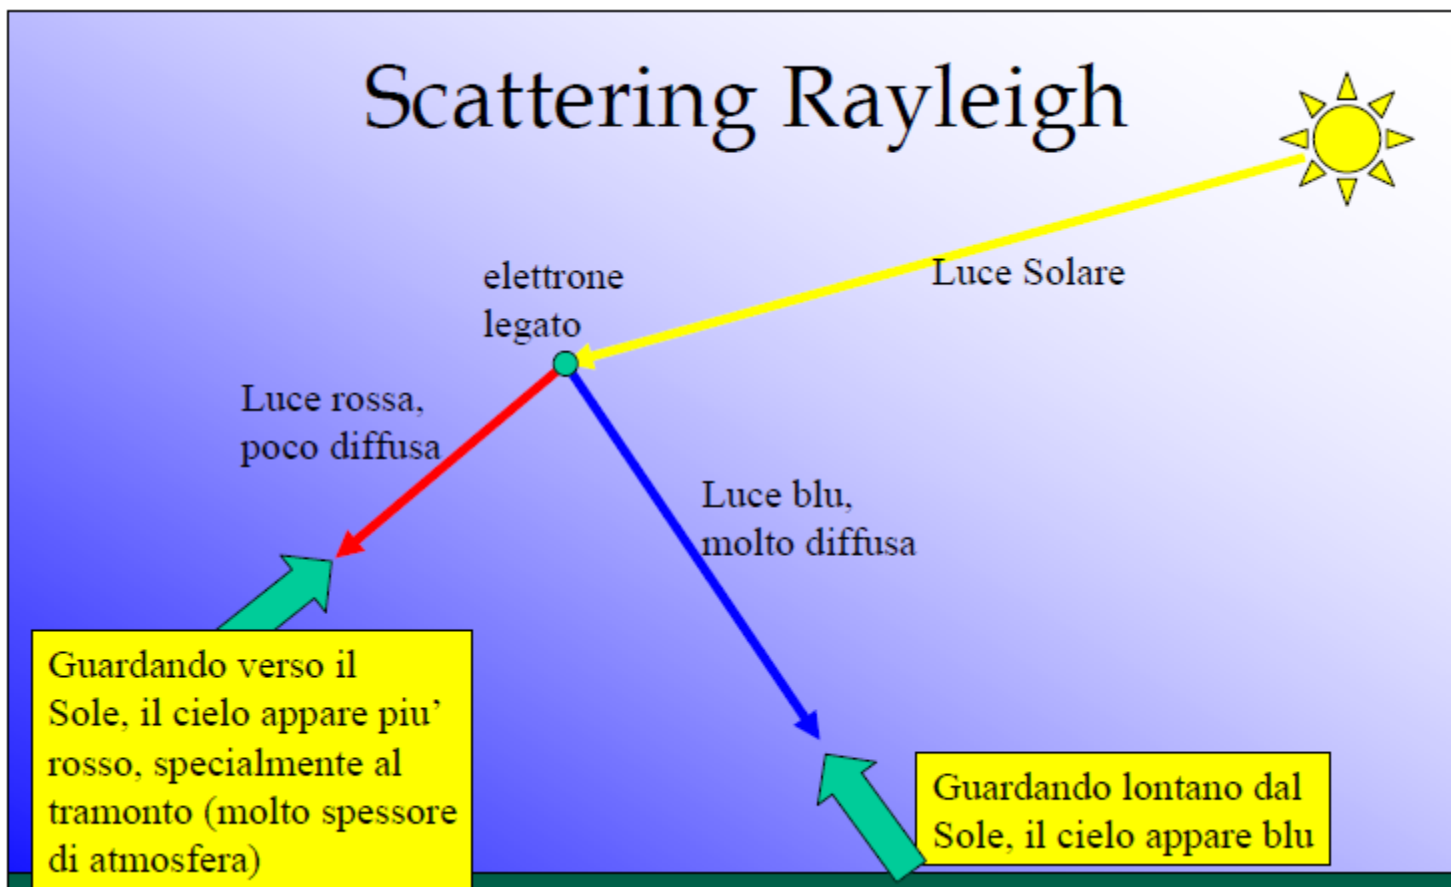 Scattering Rayleigh
elettrone
legato
Luce Solare
Luce rossa,
poco diffusa
Luce blu,
molto diffusa
Guardando verso il
Sole, il cielo appare piu’
rosso, specialmente al
tramonto (molto spessore
di atmosfera)
Guardando lontano dal
Sole, il cielo appare blu